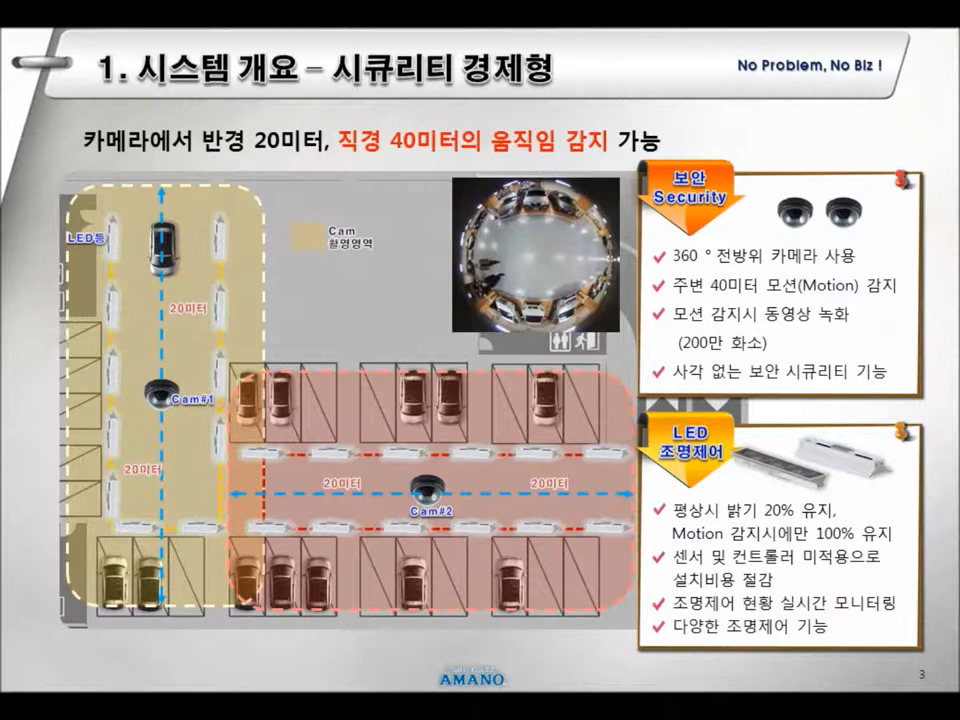 1. 시스템 개요 – 시큐리티 경제형
No Problem, No Biz !
카메라에서 반경 20미터, 직경 40미터의 움직임 감지 가능
LED등
Cam
촬영영역
20미터
Cam#1
20미터
20미터
20미터
Cam#2
보안
Security
360 ° 전방위 카메라 사용
주변 40미터 모션(Motion) 감지
모션 감지시 동영상 녹화
(200만 화소)
사각 없는 보안 시큐리티 기능
LED
조명제어
평상시 밝기 20% 유지,
Motion 감지시에만 100% 유지
센서 및 컨트롤러 미적용으로
설치비용 절감
조명제어 현황 실시간 모니터링
다양한 조명제어 기능
AMANO
3